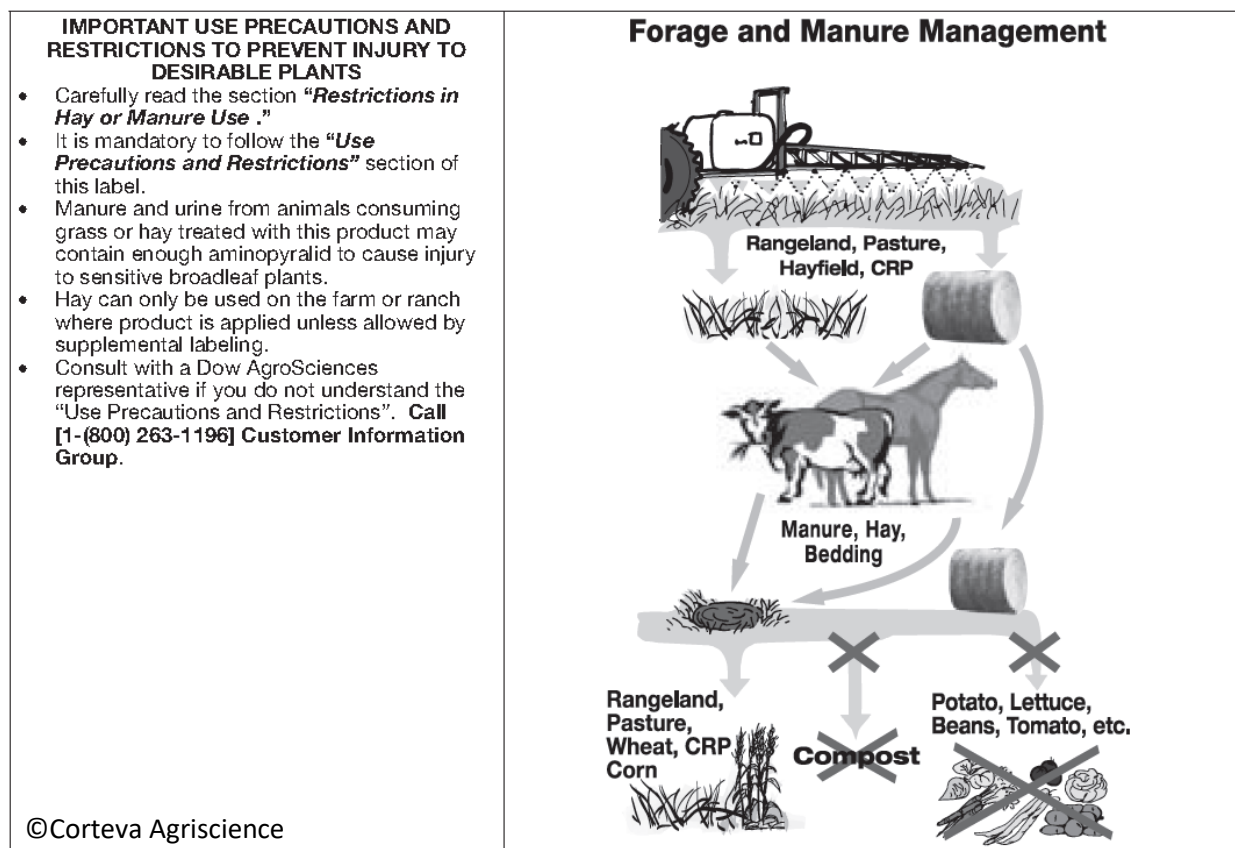 IMPORTANT USE PRECAUTIONS AND
RESTRICTIONS TO PREVENT INJURY TO
DESIRABLE PLANTS
• Carefully read the section “Restrictions in
Hay or Manure Use .”
• It is mandatory to follow the “Use
Precautions and Restrictions” section of
this label.
• Manure and urine from animals consuming
grass or hay treated with this product may
contain enough aminopyralid to cause injury
to sensitive broadleaf plants.
• Hay can only be used on the farm or ranch
where product is applied unless allowed by
supplemental labeling.
• Consult with a Dow AgroSciences
representative if you do not understand the
“Use Precautions and Restrictions”. Call
[1-(800) 263-1196] Customer Information
Group.
©Corteva Agriscience
Forage and Manure Management
Rangeland, Pasture,
Hayfield, CRP
Manure, Hay,
Bedding
Rangeland,
Pasture,
Wheat, CRP
Corn
Compost
Potato, Lettuce,
Beans, Tomato, etc.